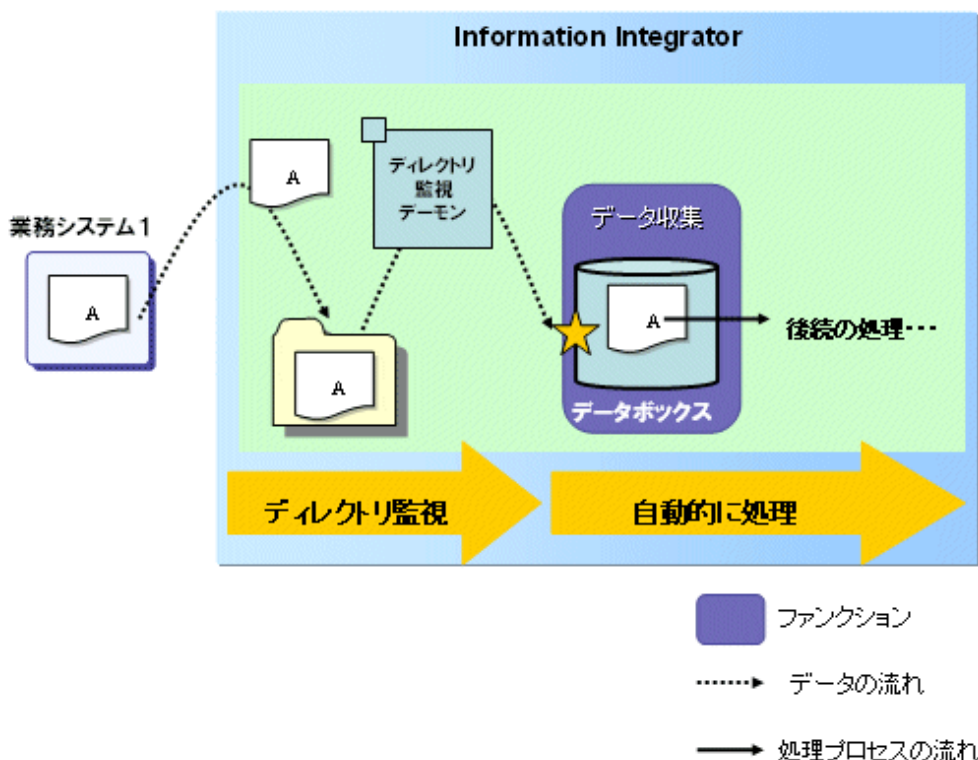 Information Integrator
業務システム1
A
A
ディレクトリ
監視
デーモン
A
データ収集
A
データボックス
後続の処理…
ディレクトリ監視
自動的に処理
ファンクション
データの流れ
処理プロセスの流れ